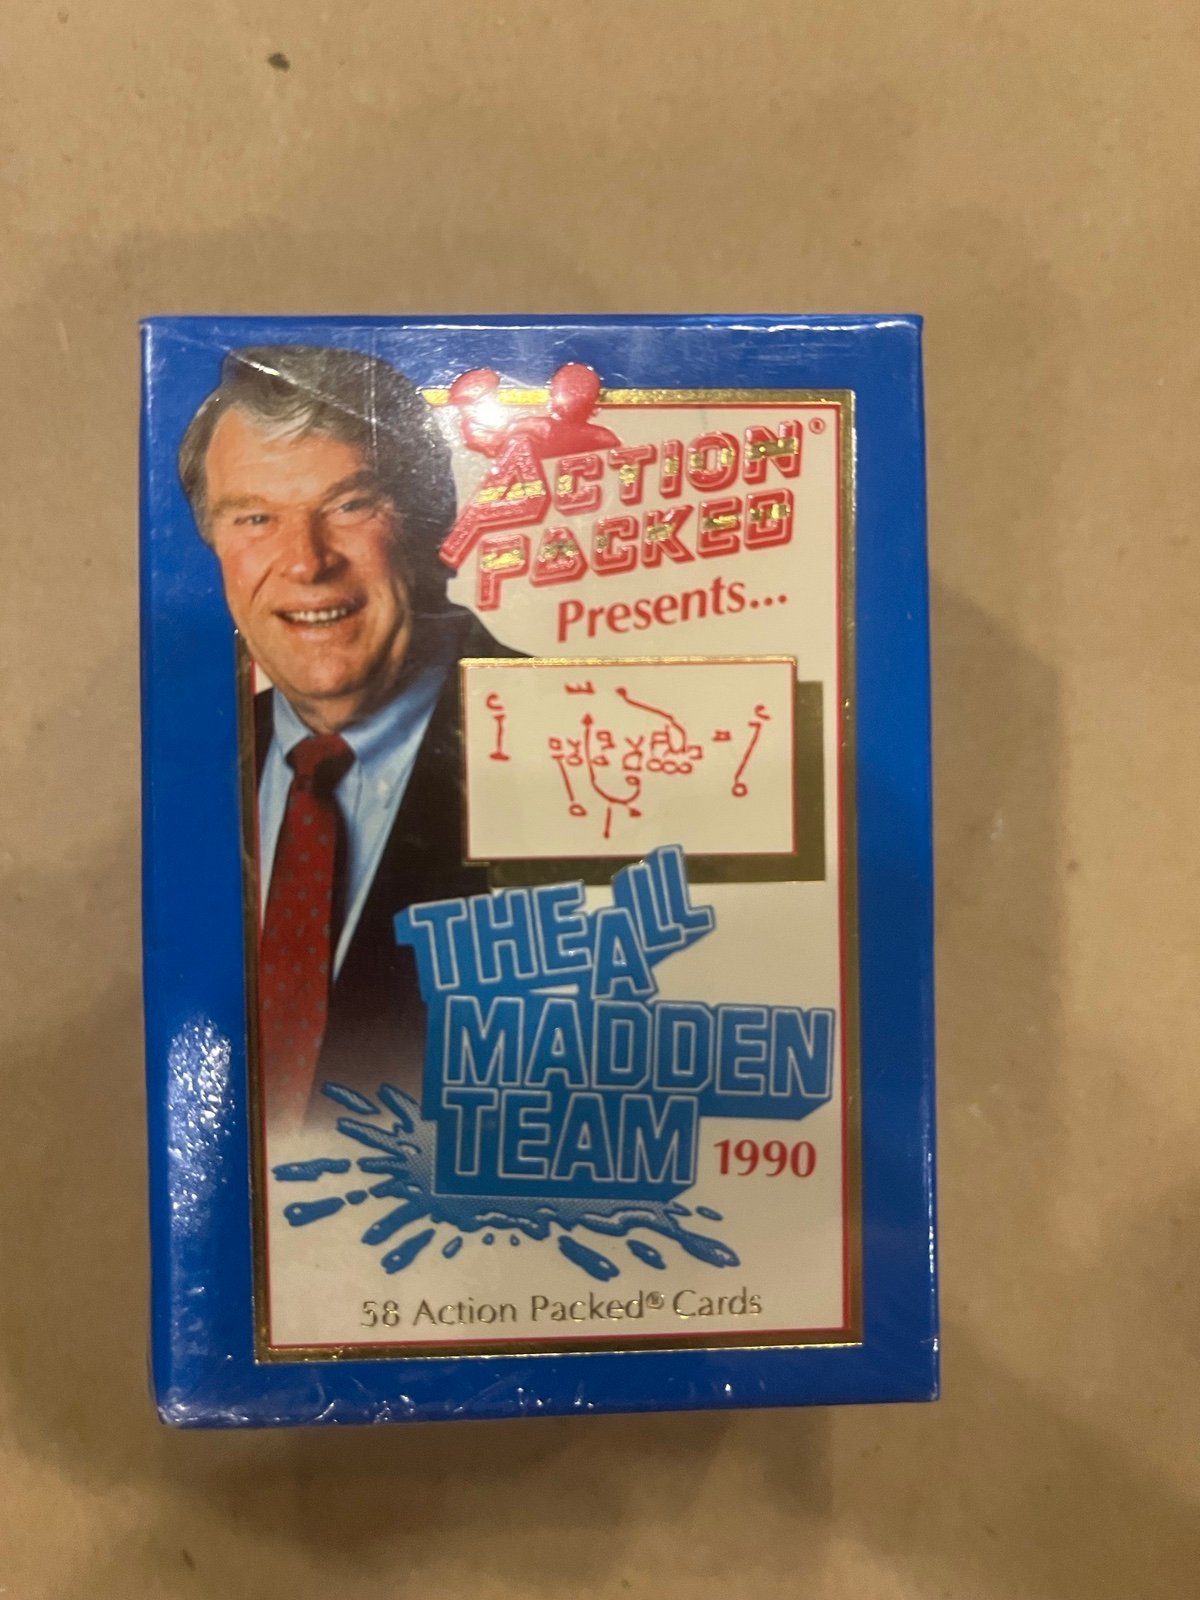 ACTION®
PACKED
Presents...
THE ALL
MADDEN
TEAM 1990
58 Action Packed® Cards